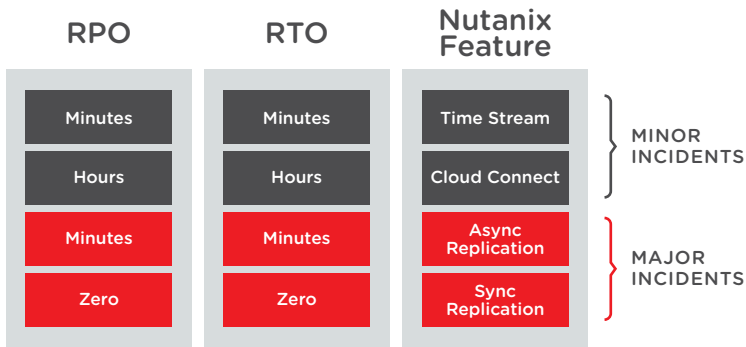 RPO
RTO
Nutanix
Feature
Minutes
Minutes
Time Stream
Hours
Hours
Cloud Connect
MINOR
INCIDENTS
Minutes
Minutes
Async
Replication
Zero
Zero
Sync
Replication
MAJOR
INCIDENTS